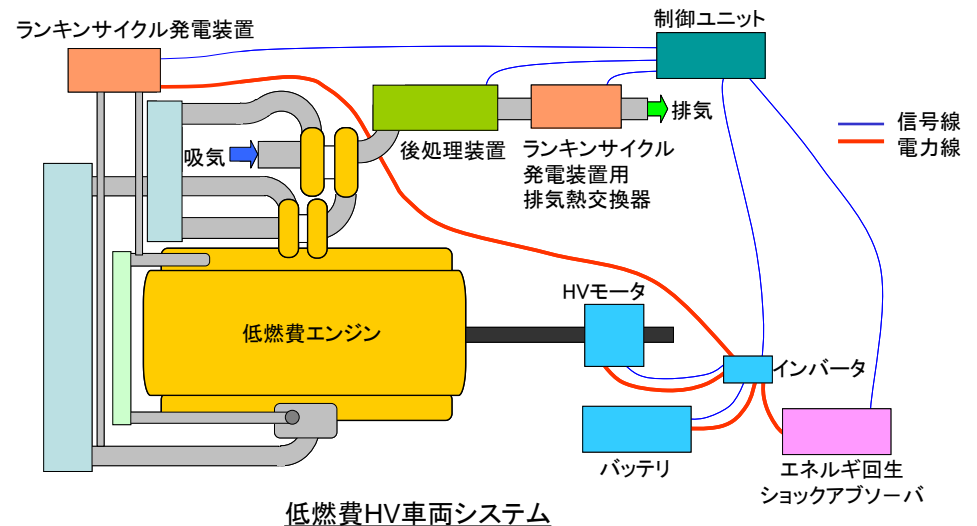 ランキンサイクル発電装置
制御ユニット
排気
信号線
電力線
吸気
後処理装置
ランキンサイクル
発電装置用
排気熱交換器
HVモータ
低燃費エンジン
インバータ
バッテリ
エネルギ回生
ショックアブソーバ
低燃費HV車両システム